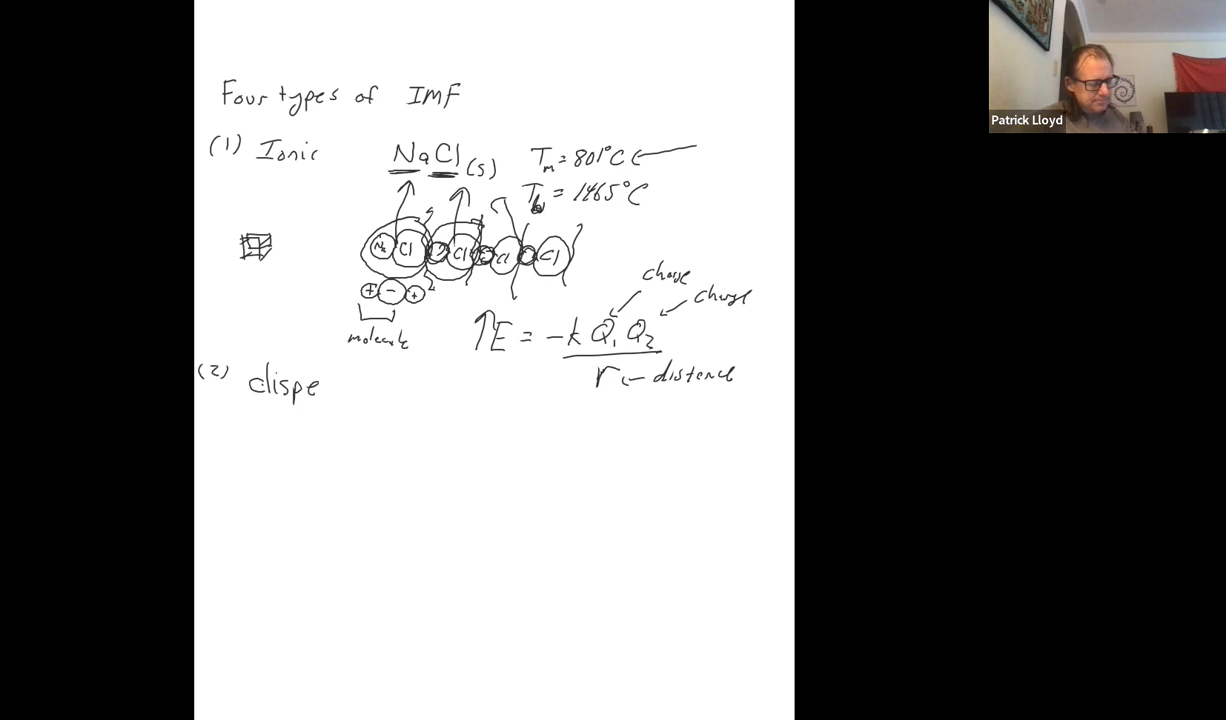 Four types of IMF
(1) Ionic NaCl(s) Tm = 801°C
Tb = 1465°C
Na Cl Cl Cl Cl
+ - +
charge
charge
molecule
↑E = -k Q1 Q2
r ← distance
(2) dispe
Patrick Lloyd